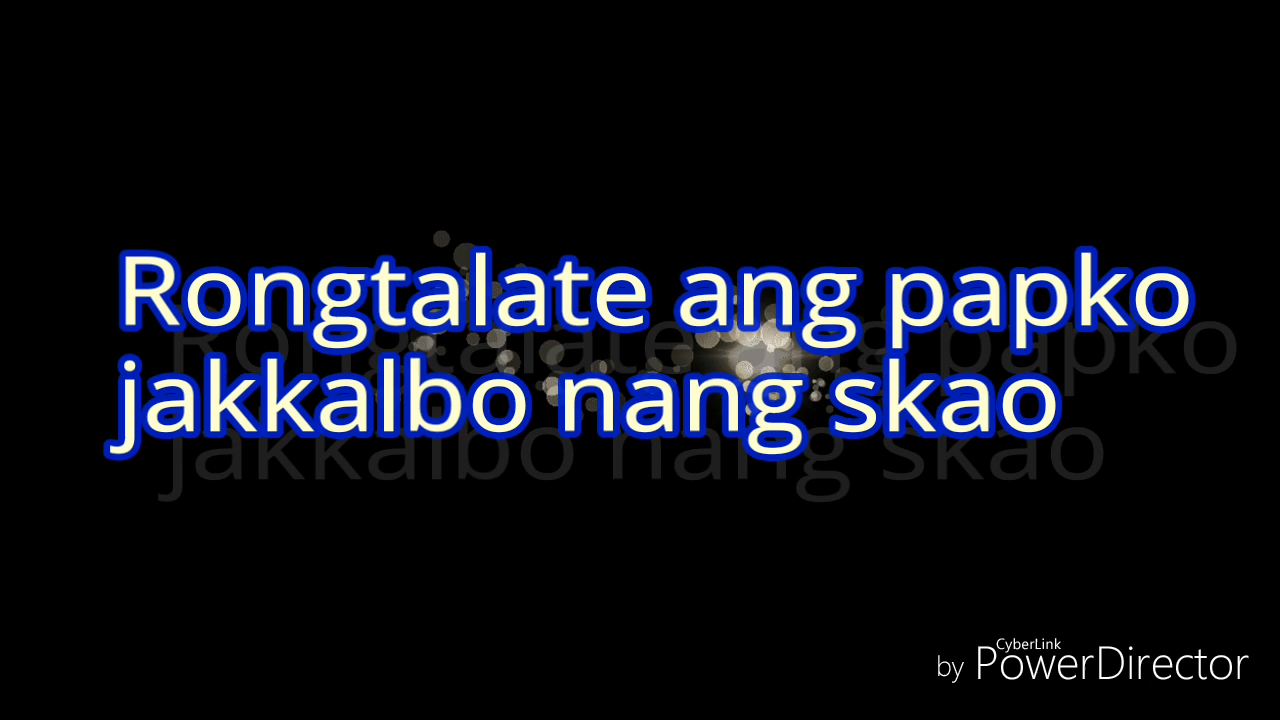 Rongtalate ang papko
jakkalbo nang skao
CyberLink
by PowerDirector